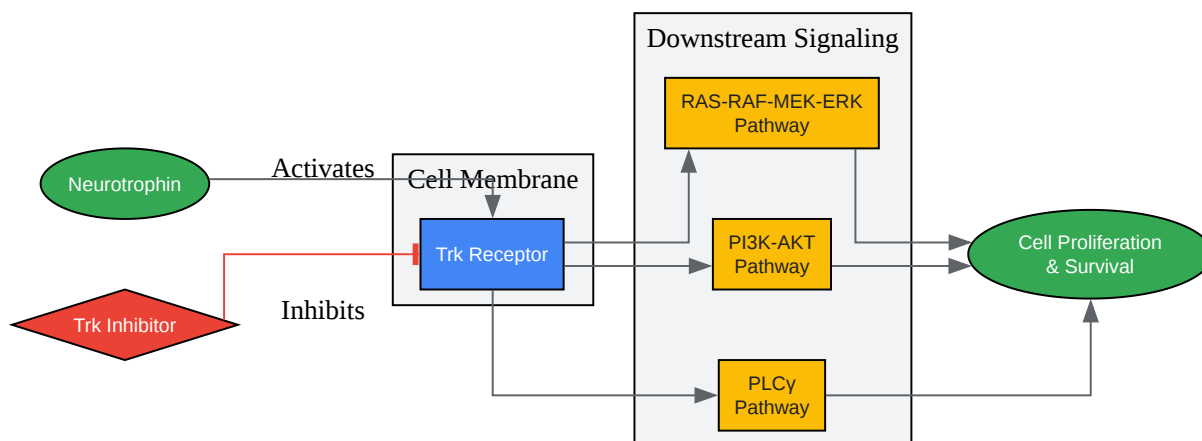 Downstream Signaling
RAS-RAF-MEK-ERK
Pathway
Activates
Cell Membrane
Neurotrophin
Trk Receptor
PI3K-AKT
Pathway
Cell Proliferation
& Survival
Inhibits
Trk Inhibitor
PLCγ
Pathway